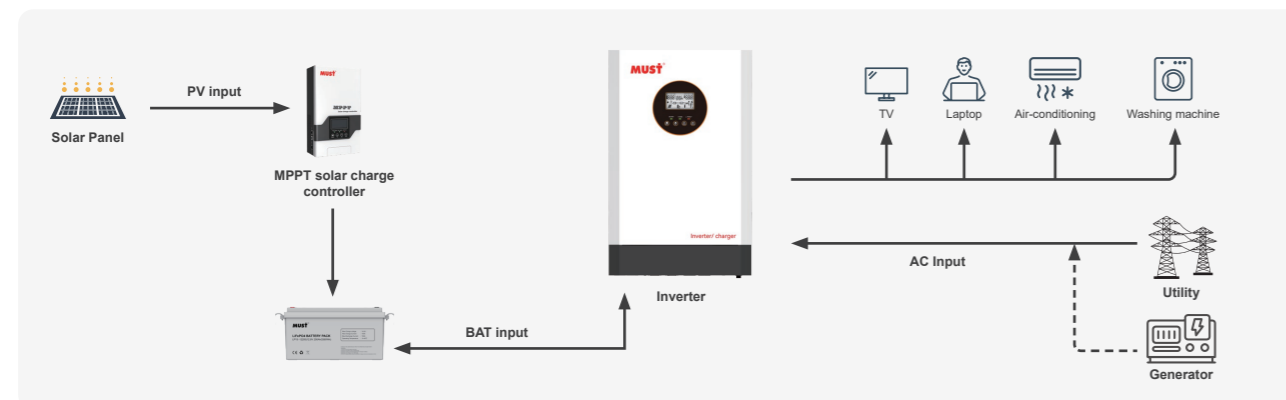 PV input
Solar Panel
MUST
MPPT
MPPT solar charge
controller
MUST
BAT input
MUST
Inverter/ charger
Inverter
TV
Laptop
Air-conditioning
Washing machine
AC Input
Utility
Generator